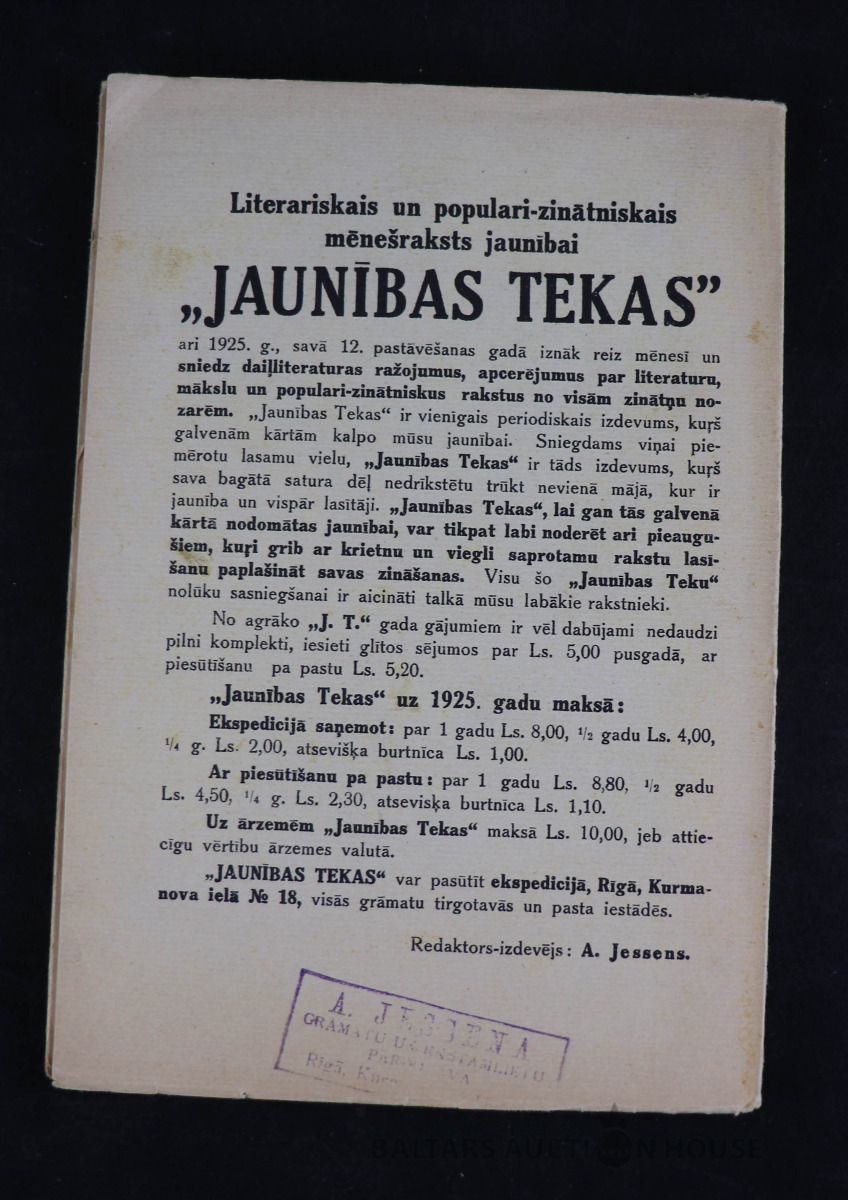 Literariskais un populari-zinātniskais
mēnešraksts jaunībai
„JAUNĪBAS TEKAS”
ari 1925. g., savā 12. pastāvēšanas gadā iznāk reiz mēnesī un
sniedz daiļliteraturas ražojumus, apcerējumus par literaturu,
mākslu un populari-zinātniskus rakstus no visām zinātņu no-
zarēm. „Jaunības Tekas“ ir vienīgais periodiskais izdevums, kuŗš
galvenām kārtām kalpo mūsu jaunībai. Sniegdams viņai pie-
mērotu lasamu vielu, „Jaunības Tekas“ ir tāds izdevums, kuŗš
sava bagātā satura dēļ nedrīkstētu trūkt nevienā mājā, kur ir
jaunība un vispār lasītāji. „Jaunības Tekas“, lai gan tās galvenā
kārtā nodomātas jaunībai, var tikpat labi noderēt ari pieaugu-
šiem, kuŗi grib ar krietnu un viegli saprotamu rakstu lasī-
šanu paplašināt savas zināšanas. Visu šo „Jaunības Teku“
nolūku sasniegšanai ir aicināti talkā mūsu labākie rakstnieki.
No agrāko „J. T.“ gada gājumiem ir vēl dabūjami nedaudzi
pilni komplekti, iesieti glītos sējumos par Ls. 5,00 pusgadā, ar
piesūtīšanu pa pastu Ls. 5,20.
„Jaunības Tekas“ uz 1925. gadu maksā:
Ekspedicijā saņemot: par 1 gadu Ls. 8,00, 1/2 gadu Ls. 4,00,
1/4 g. Ls. 2,00, atsevišķa burtnīca Ls. 1,00.
Ar piesūtīšanu pa pastu: par 1 gadu Ls. 8,80, 1/2 gadu
Ls. 4,50, 1/4 g. Ls. 2,30, atsevisķa burtnīca Ls. 1,10.
Uz ārzemēm „Jaunības Tekas“ maksā Ls. 10,00, jeb attie-
cīgu vērtību ārzemes valutā.
„JAUNĪBAS TEKAS“ var pasūtīt ekspedicijā, Rīgā, Kurma-
nova ielā № 18, visās grāmatu tirgotavās un pasta iestādēs.
Redaktors-izdevējs: A. Jessens.
A. JESSENA
GRĀMATU UN RAKSTAMLIETU
Rīgā,
BALTARS AUCTION HOUSE